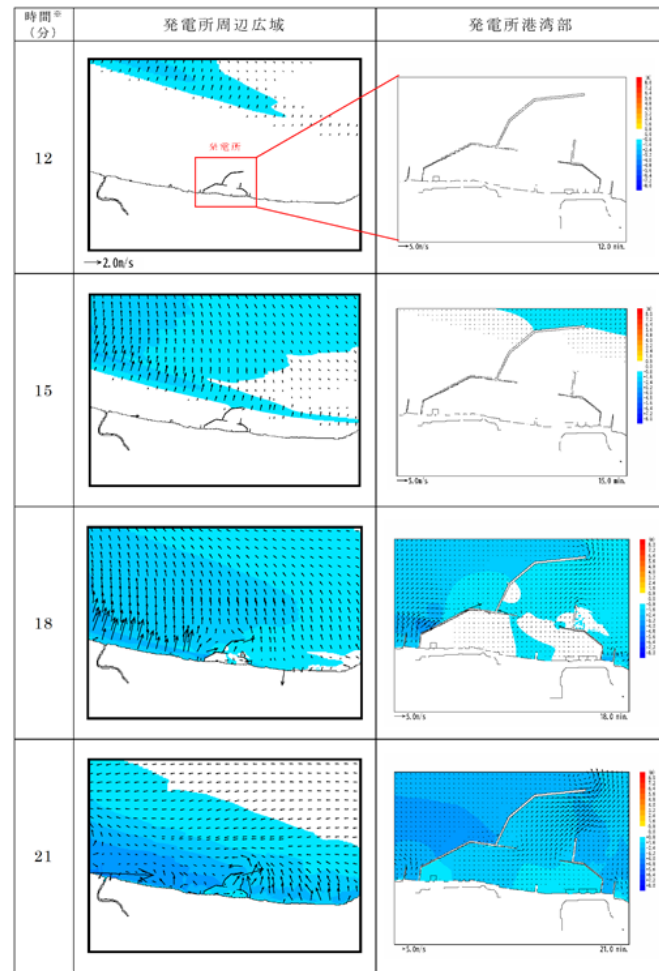 時間※
(分)
発電所周辺広域
発電所港湾部
12
発電所
→2.0m/s
→5.0m/s
12.0 min.
15
→5.0m/s
15.0 min.
18
→5.0m/s
18.0 min.
21
→5.0m/s
21.0 min.